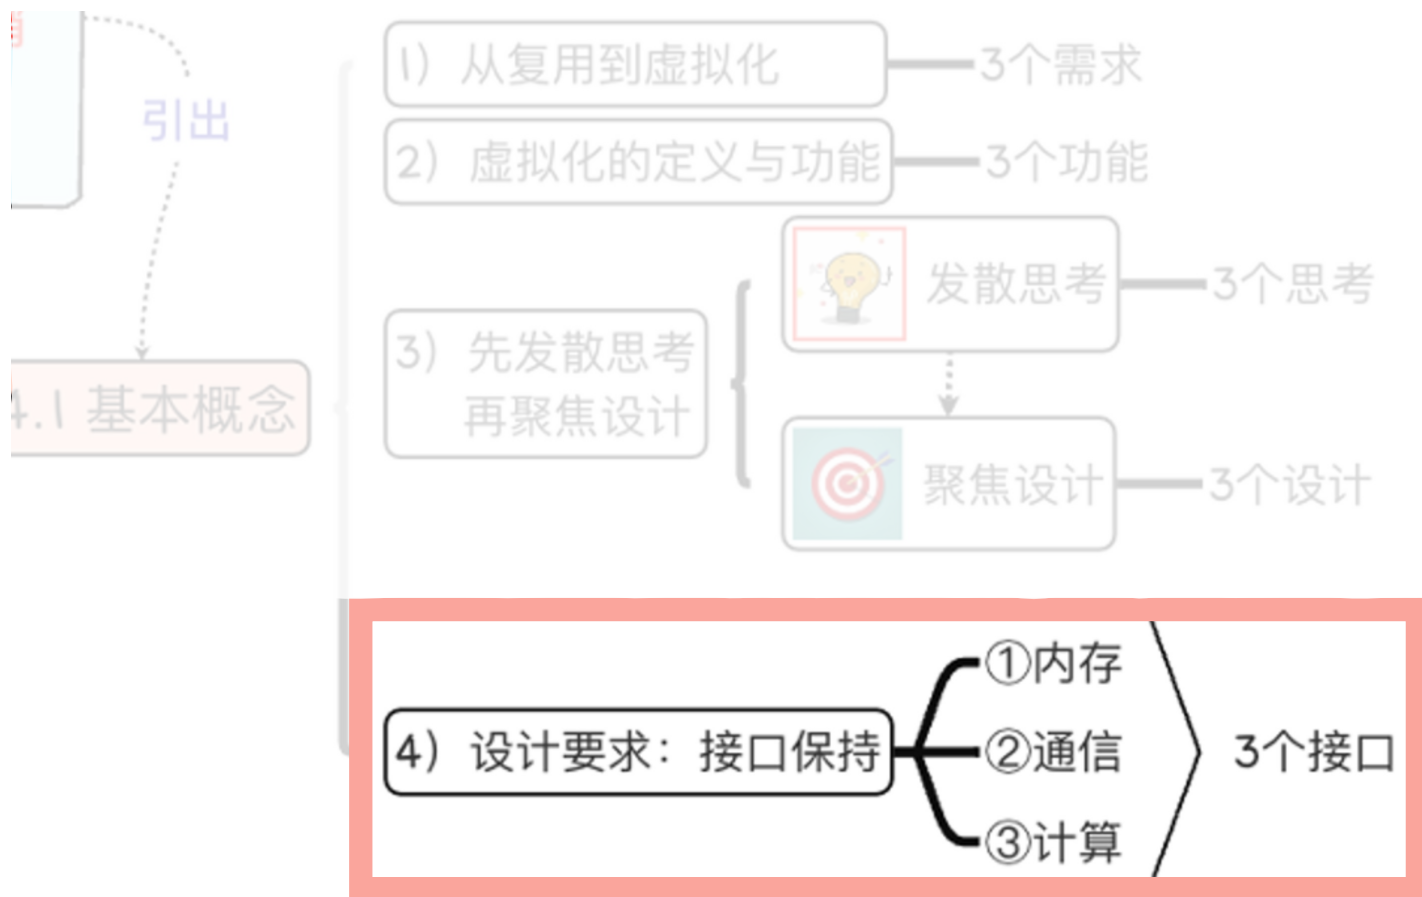 引出
4.1 基本概念
1）从复用到虚拟化
3个需求
2）虚拟化的定义与功能
3个功能
3）先发散思考
再聚焦设计
发散思考
3个思考
聚焦设计
3个设计
4）设计要求：接口保持
①内存
②通信
③计算
3个接口